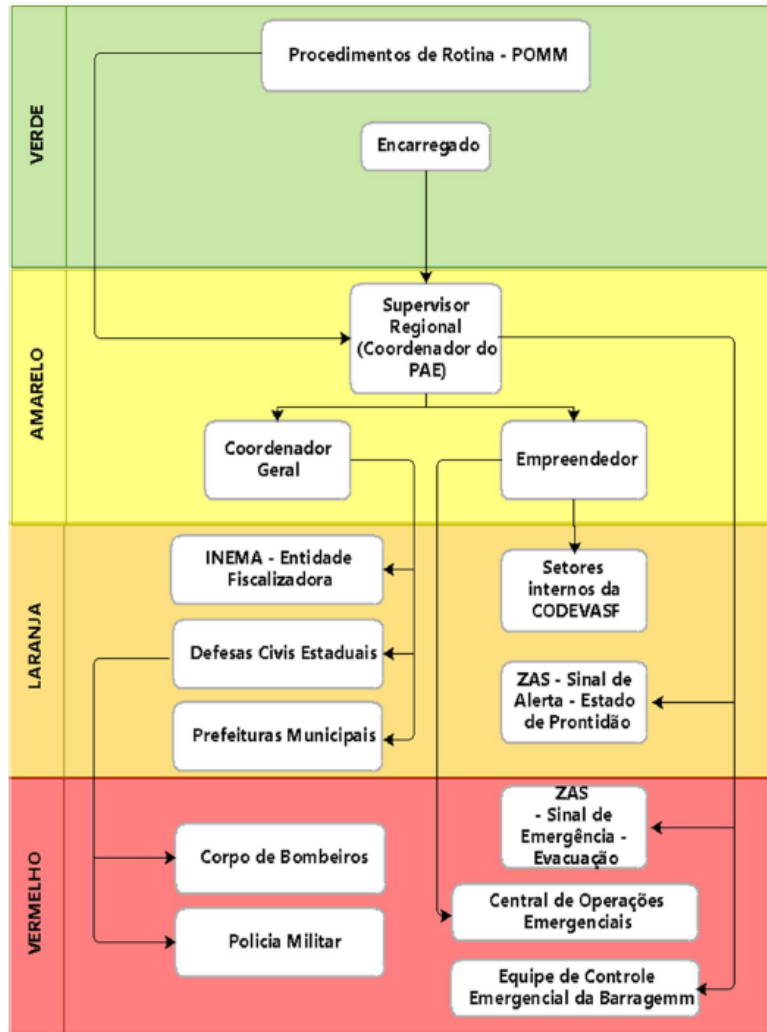 VERDE
Procedimentos de Rotina - POMM
Encarregado
AMARELO
Supervisor
Regional
(Coordenador do
PAE)
Coordenador
Geral
Empreendedor
LARANJA
INEMA - Entidade
Fiscalizadora
Setores
internos da
CODEVASF
Defesas Civis Estaduais
ZAS - Sinal de
Alerta - Estado
de Prontidão
Prefeituras Municipais
VERMELHO
ZAS
- Sinal de
Emergência -
Evacuação
Corpo de Bombeiros
Central de Operações
Emergenciais
Policia Militar
Equipe de Controle
Emergencial da Barragemm